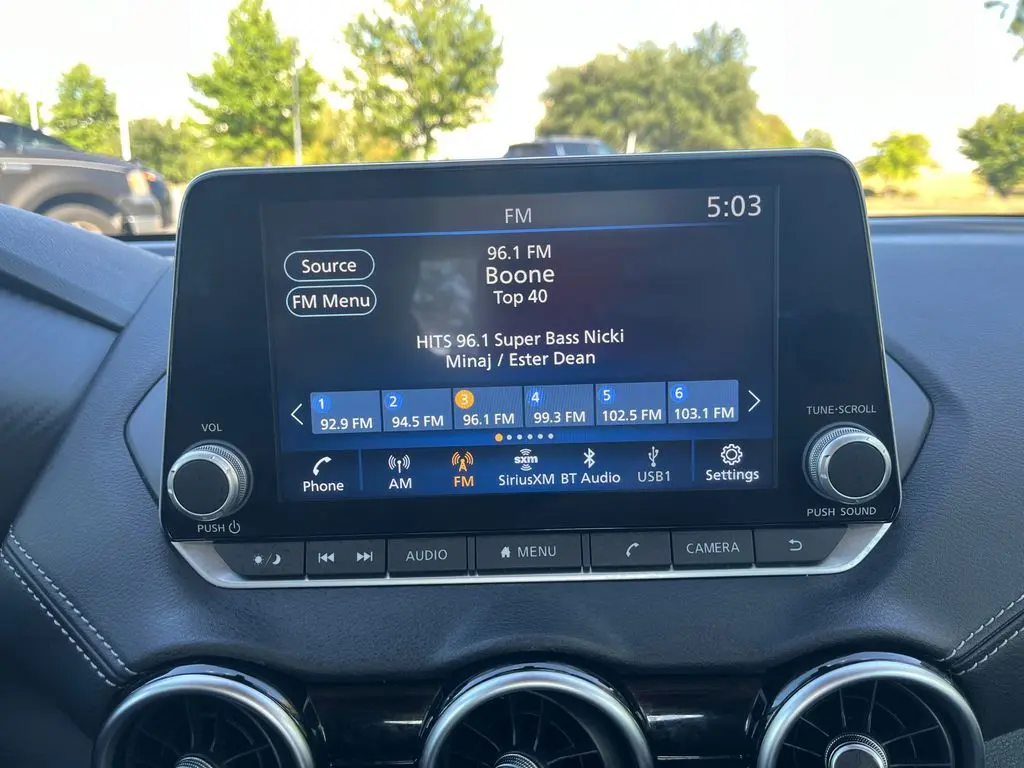 FM 5:03
96.1 FM
Source
Boone
FM Menu
Top 40
HITS 96.1 Super Bass Nicki
Minaj / Ester Dean
1 2 3 4 5 6
92.9 FM 94.5 FM 96.1 FM 99.3 FM 102.5 FM 103.1 FM
Phone AM FM sxm SiriusXM BT Audio USB1 Settings
VOL
PUSH
TUNE·SCROLL
PUSH SOUND
AUDIO MENU CAMERA